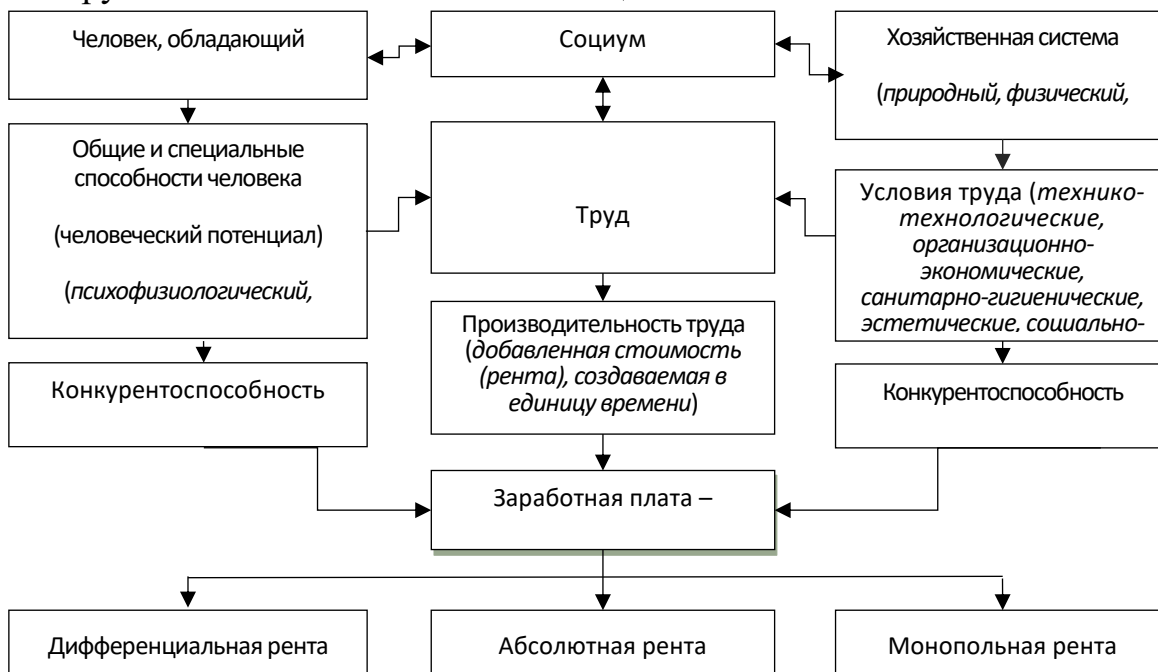 Человек, обладающий
Социум
Хозяйственная система
(природный, физический,
Общие и специальные
способности человека
(человеческий потенциал)
(психофизиологический,
Труд
Условия труда (технико-
технологические,
организационно-
экономические,
санитарно-гигиенические,
эстетические, социально-
Производительность труда
(добавленная стоимость
(рента), создаваемая в
единицу времени)
Конкурентоспособность
Конкурентоспособность
Заработная плата –
Дифференциальная рента
Абсолютная рента
Монопольная рента